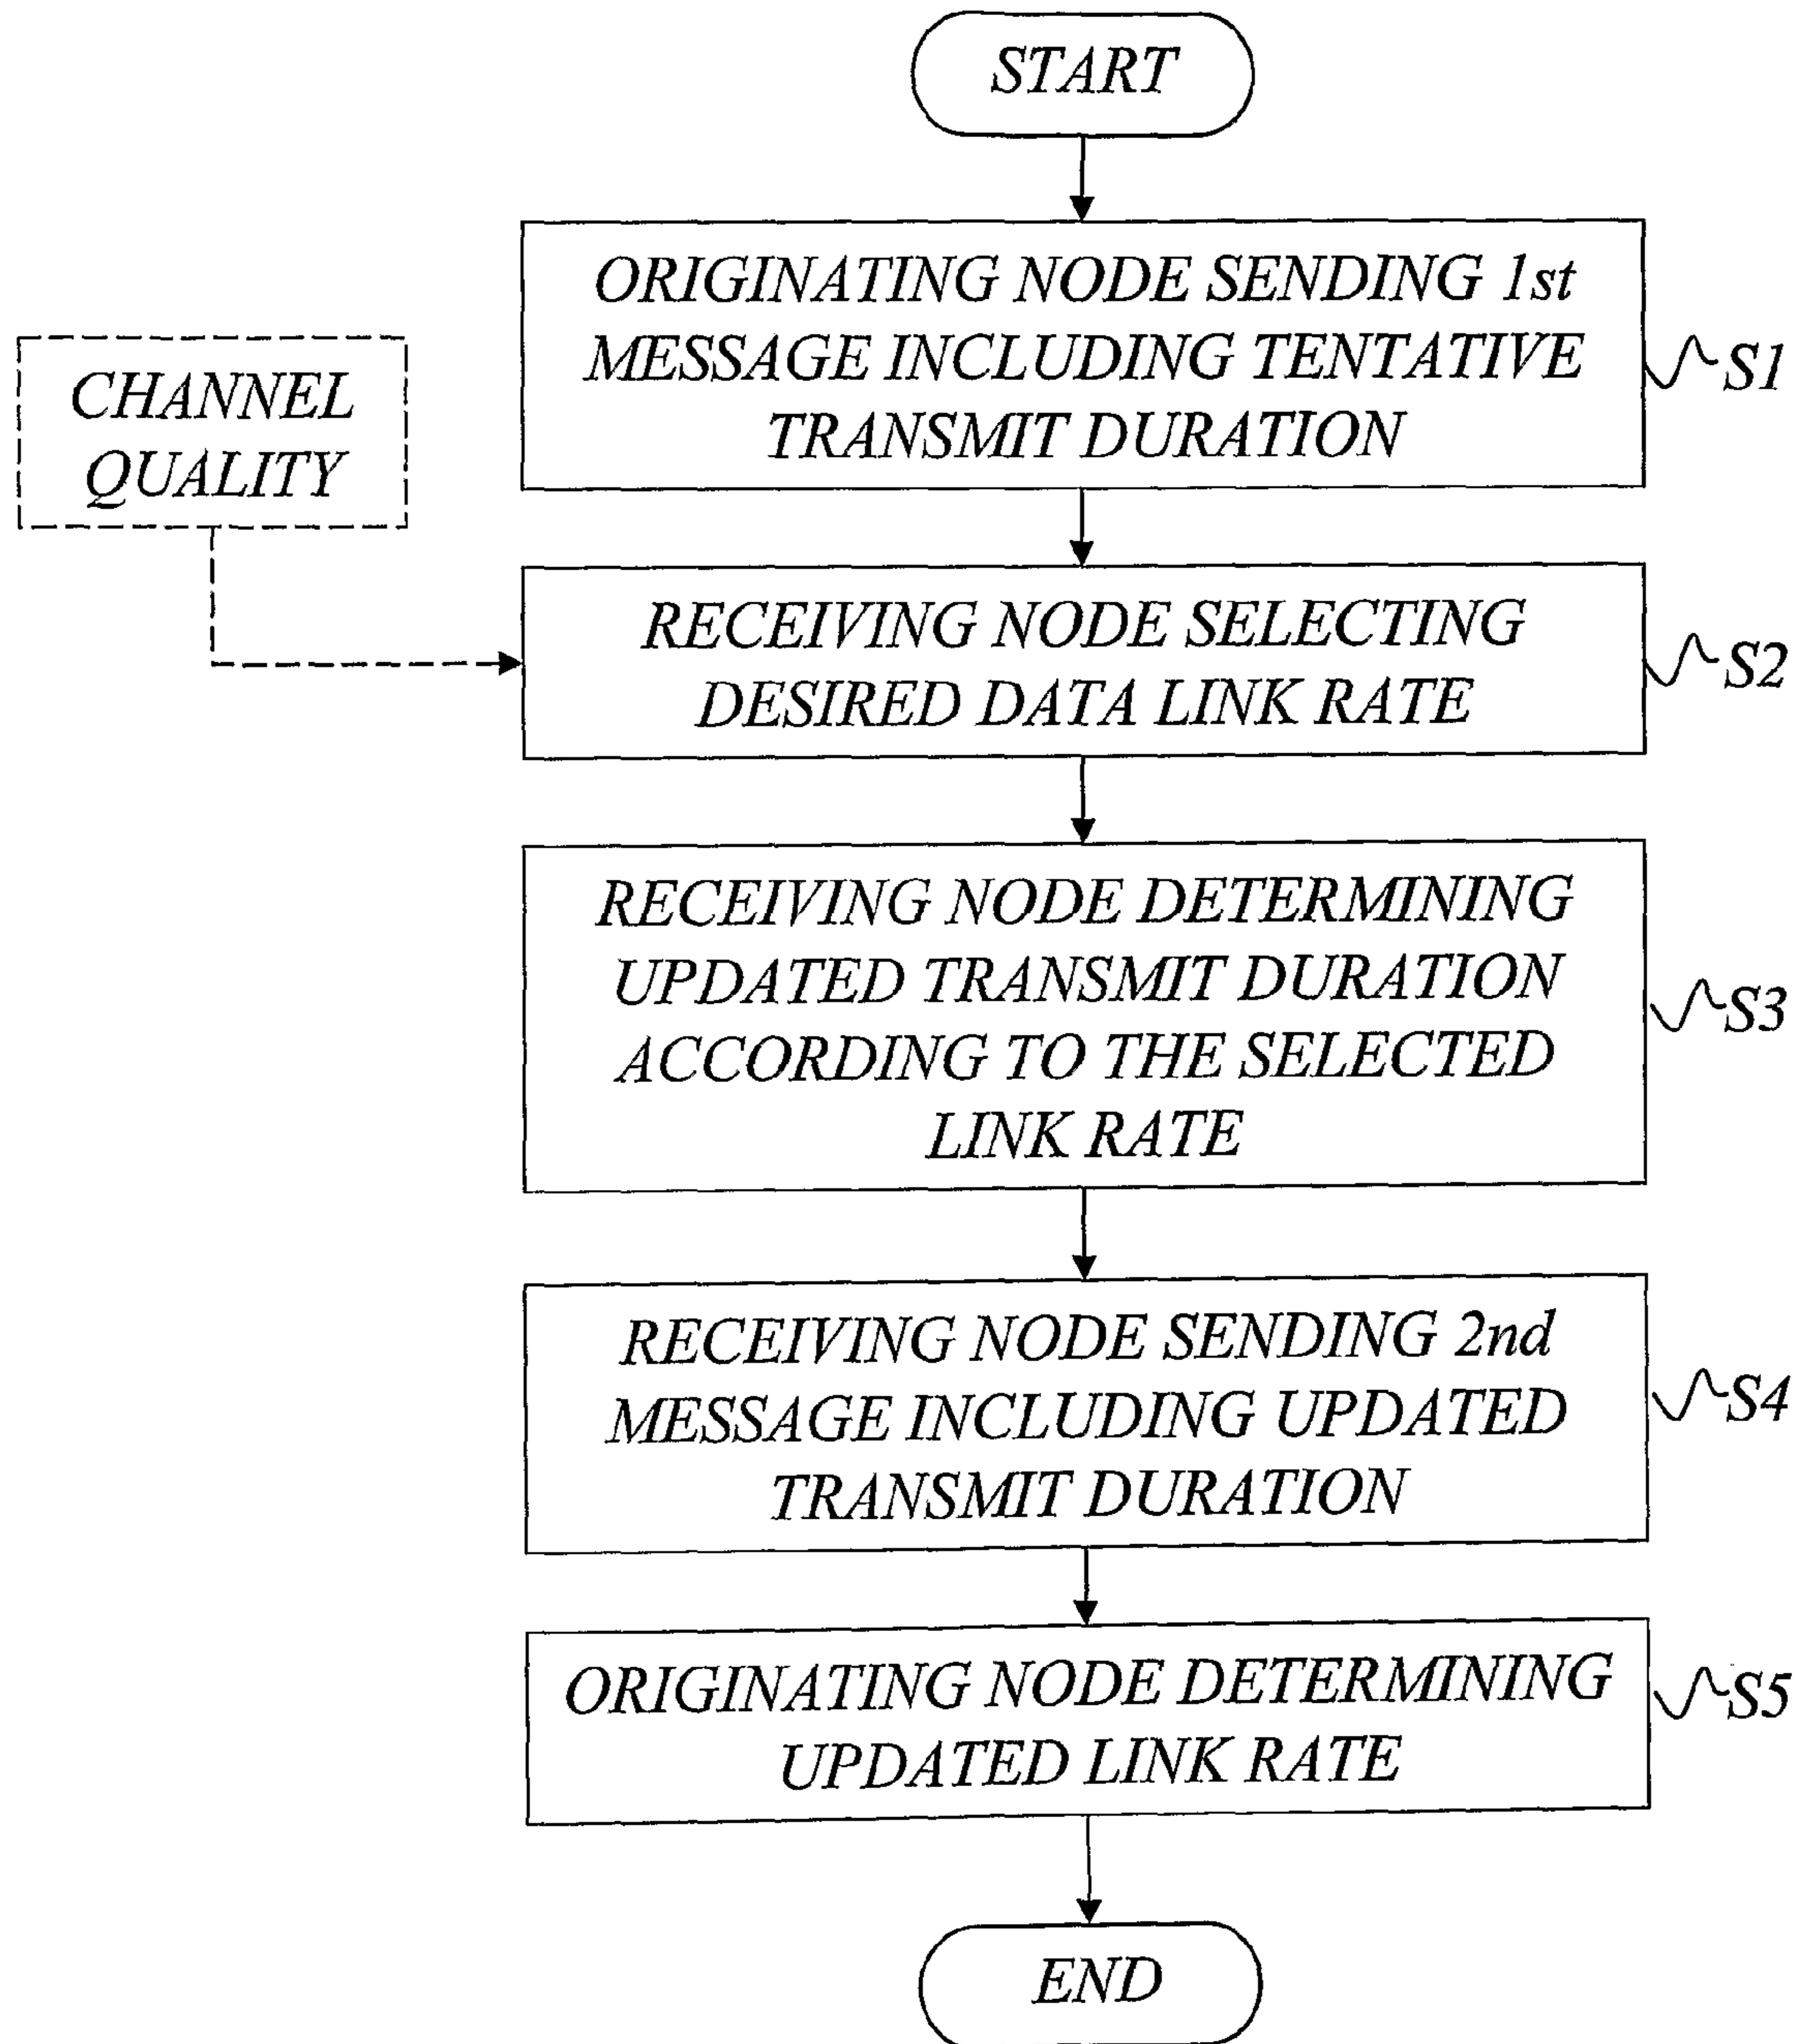 START
ORIGINATING NODE SENDING 1st
MESSAGE INCLUDING TENTATIVE
TRANSMIT DURATION
S1
CHANNEL
QUALITY
RECEIVING NODE SELECTING
DESIRED DATA LINK RATE
S2
RECEIVING NODE DETERMINING
UPDATED TRANSMIT DURATION
ACCORDING TO THE SELECTED
LINK RATE
S3
RECEIVING NODE SENDING 2nd
MESSAGE INCLUDING UPDATED
TRANSMIT DURATION
S4
ORIGINATING NODE DETERMINING
UPDATED LINK RATE
S5
END